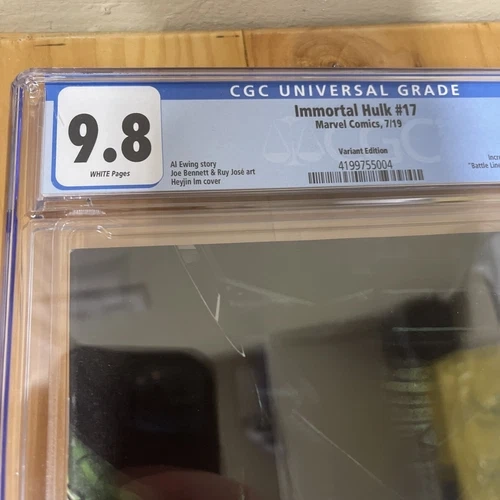 CGC UNIVERSAL GRADE
9.8
WHITE Pages
Immortal Hulk #17
Marvel Comics, 7/19
Variant Edition
4199755004
Al Ewing story
Joe Bennett & Ruy José art
Heyjin Im cover
"Battle